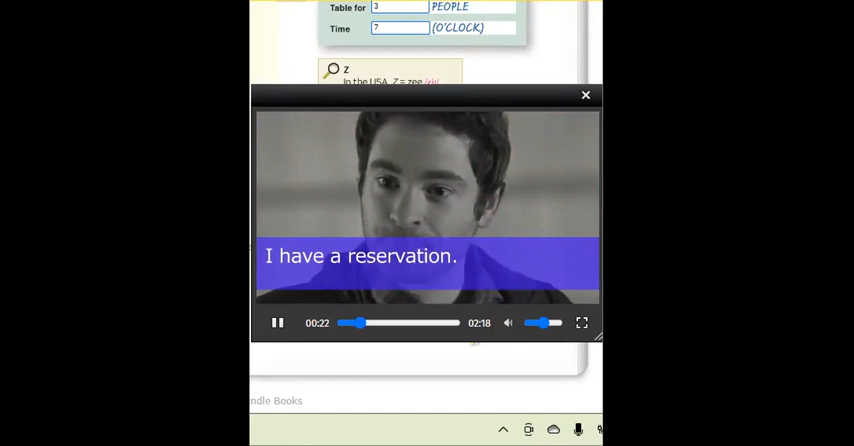 Table for 3 PEOPLE
Time 7 (O'CLOCK)
Z
In the USA, Z = zee /ziː/
I have a reservation.
00:22 02:18
ndle Books